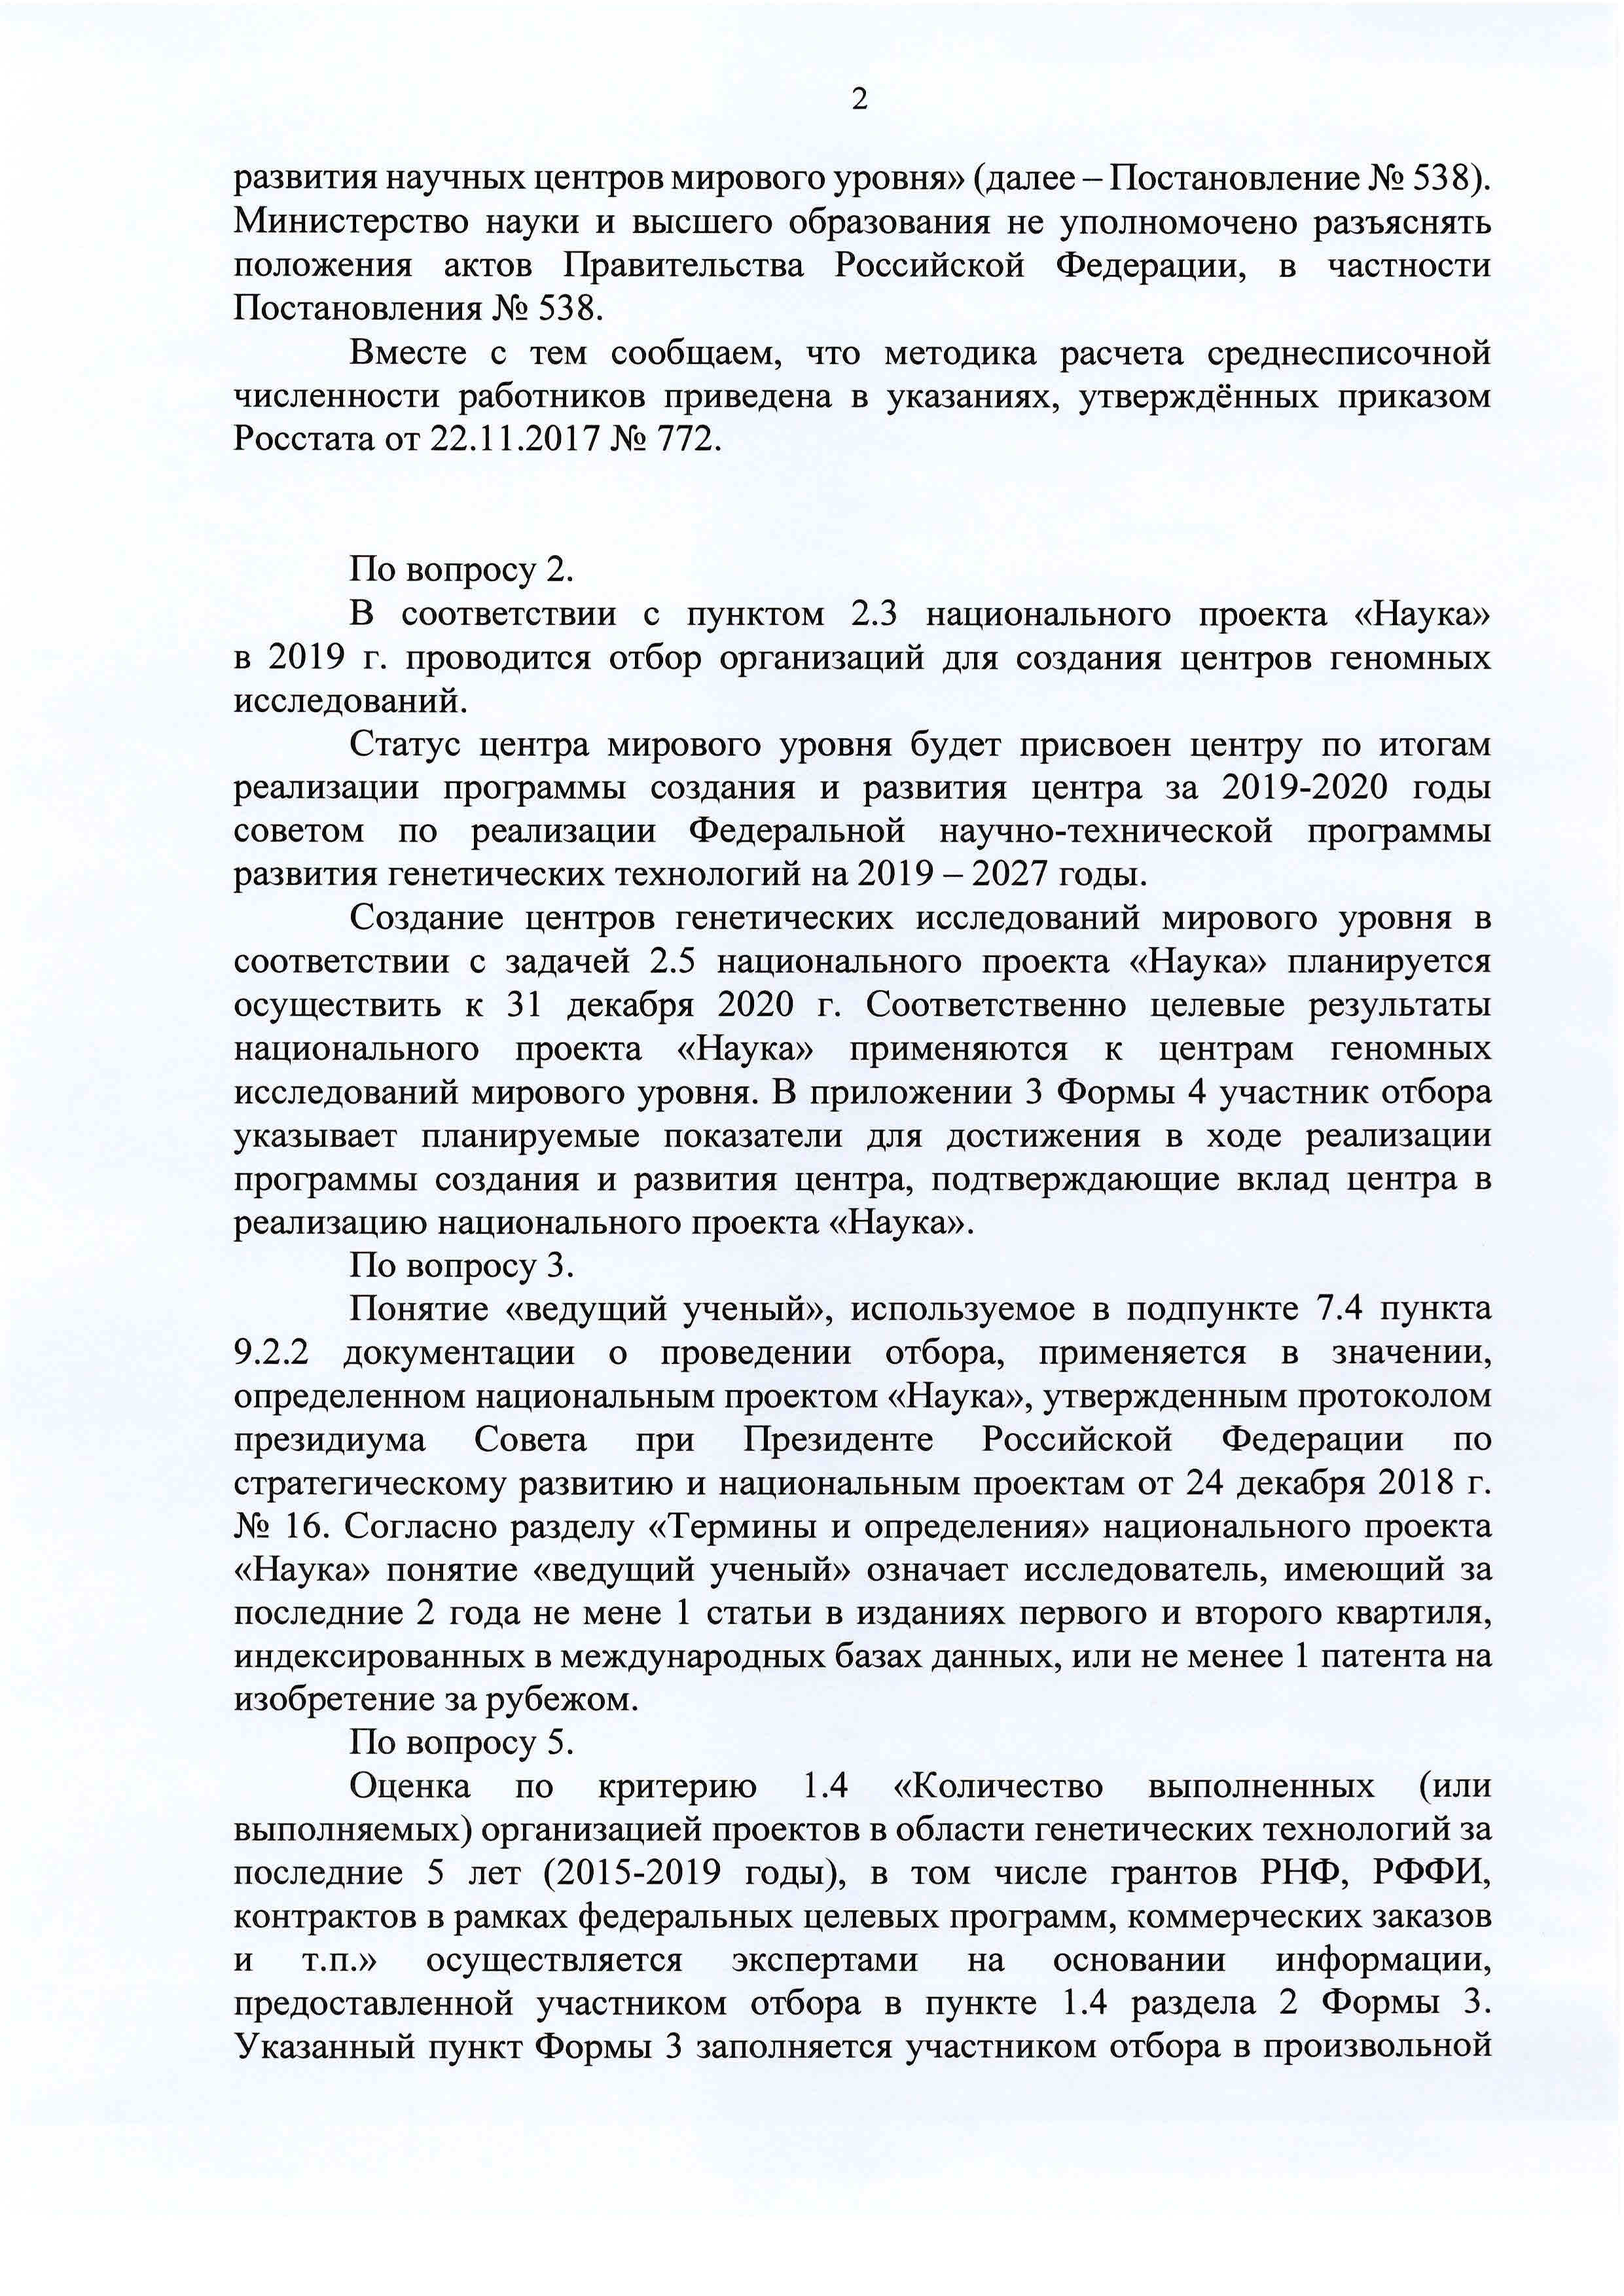 2
развития научных центров мирового уровня» (далее – Постановление № 538).
Министерство науки и высшего образования не уполномочено разъяснять
положения актов Правительства Российской Федерации, в частности
Постановления № 538.
Вместе с тем сообщаем, что методика расчета среднесписочной
численности работников приведена в указаниях, утверждённых приказом
Росстата от 22.11.2017 № 772.
По вопросу 2.
В соответствии с пунктом 2.3 национального проекта «Наука»
в 2019 г. проводится отбор организаций для создания центров геномных
исследований.
Статус центра мирового уровня будет присвоен центру по итогам
реализации программы создания и развития центра за 2019-2020 годы
советом по реализации Федеральной научно-технической программы
развития генетических технологий на 2019 – 2027 годы.
Создание центров генетических исследований мирового уровня в
соответствии с задачей 2.5 национального проекта «Наука» планируется
осуществить к 31 декабря 2020 г. Соответственно целевые результаты
национального проекта «Наука» применяются к центрам геномных
исследований мирового уровня. В приложении 3 Формы 4 участник отбора
указывает планируемые показатели для достижения в ходе реализации
программы создания и развития центра, подтверждающие вклад центра в
реализацию национального проекта «Наука».
По вопросу 3.
Понятие «ведущий ученый», используемое в подпункте 7.4 пункта
9.2.2 документации о проведении отбора, применяется в значении,
определенном национальным проектом «Наука», утвержденным протоколом
президиума Совета при Президенте Российской Федерации по
стратегическому развитию и национальным проектам от 24 декабря 2018 г.
№ 16. Согласно разделу «Термины и определения» национального проекта
«Наука» понятие «ведущий ученый» означает исследователь, имеющий за
последние 2 года не мене 1 статьи в изданиях первого и второго квартиля,
индексированных в международных базах данных, или не менее 1 патента на
изобретение за рубежом.
По вопросу 5.
Оценка по критерию 1.4 «Количество выполненных (или
выполняемых) организацией проектов в области генетических технологий за
последние 5 лет (2015-2019 годы), в том числе грантов РНФ, РФФИ,
контрактов в рамках федеральных целевых программ, коммерческих заказов
и т.п.» осуществляется экспертами на основании информации,
предоставленной участником отбора в пункте 1.4 раздела 2 Формы 3.
Указанный пункт Формы 3 заполняется участником отбора в произвольной